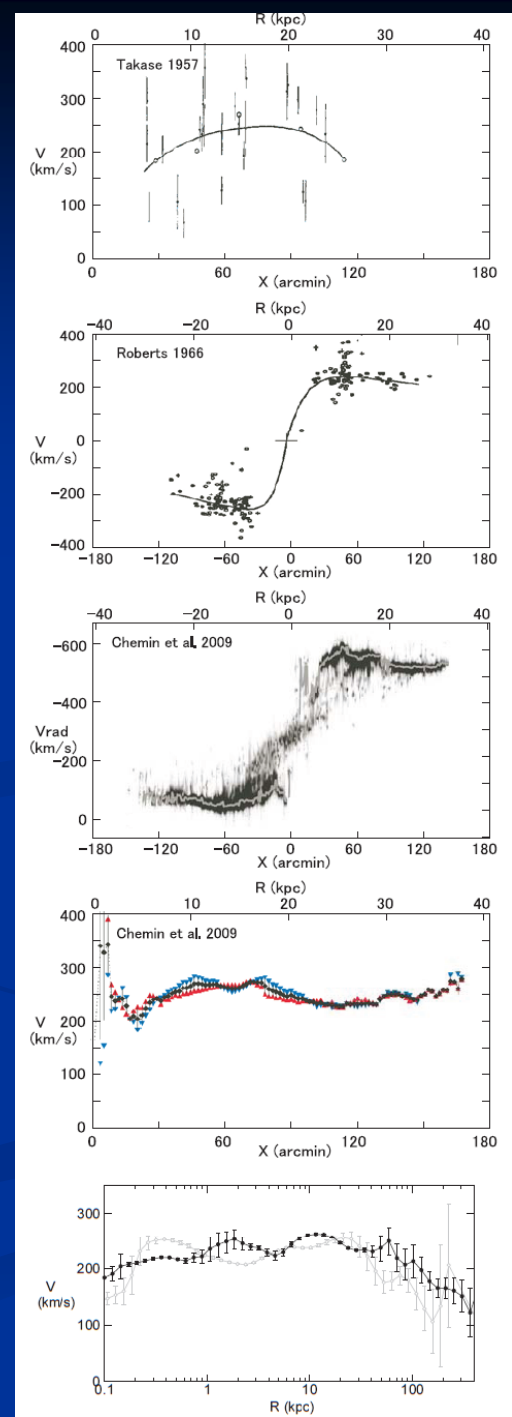 R (kpc)
0 10 20 30 40
400
Takase 1957
300
V 200
(km/s)
100
0
0 60 120 180
X (arcmin)
R (kpc)
−40 −20 0 20 40
400
Roberts 1966
200
V 0
(km/s)
−200
−400
−180 −120 −60 0 60 120
X (arcmin)
R (kpc)
−40 −20 0 20 40
Chemin et al. 2009
−600
−400
Vrad
(km/s)
−200
0
−180 −120 −60 0 60 120 180
X (arcmin)
R (kpc)
0 10 20 30 40
400
Chemin et al. 2009
300
V 200
(km/s)
100
0
0 60 120 180
X (arcmin)
300
V 200
(km/s)
100
0
0.1 1 10 100
R (kpc)